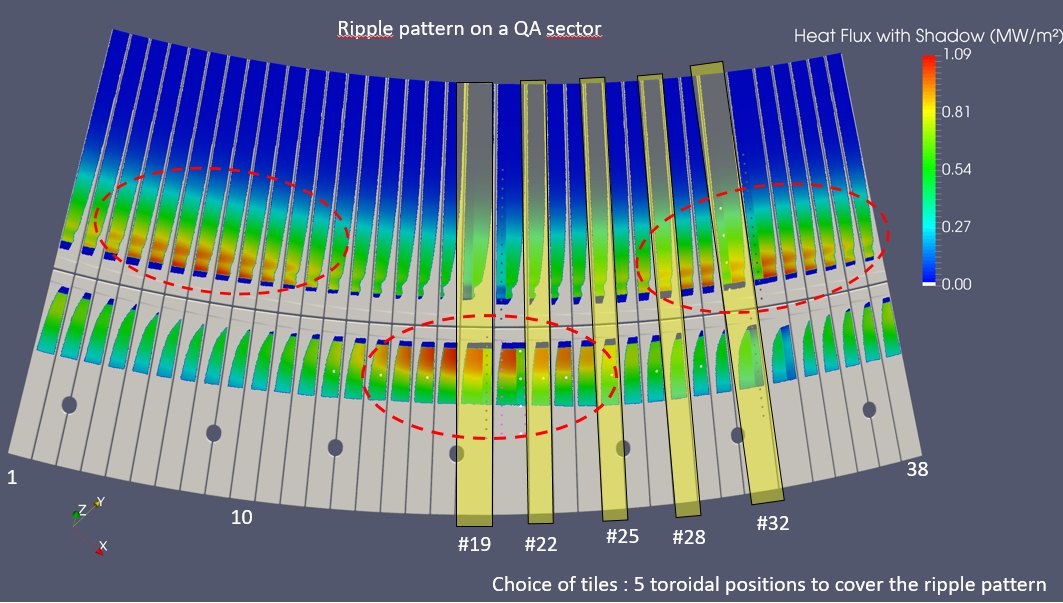 Ripple pattern on a QA sector
Heat Flux with Shadow (MW/m²)
1.09
0.81
0.54
0.27
0.00
1
10
38
Z
Y
X
#19
#22
#25
#28
#32
Choice of tiles : 5 toroidal positions to cover the ripple pattern